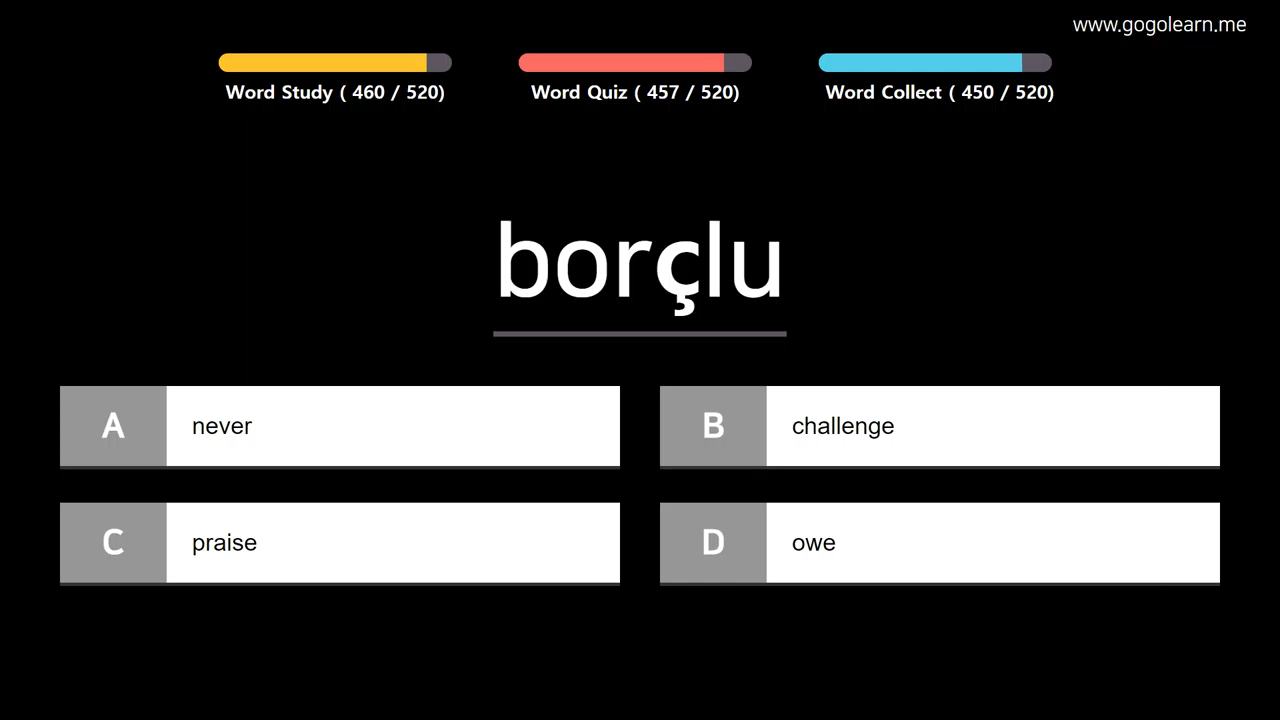 www.gogolearn.me
Word Study ( 460 / 520)
Word Quiz ( 457 / 520)
Word Collect ( 450 / 520)
borçlu
A never
B challenge
C praise
D owe